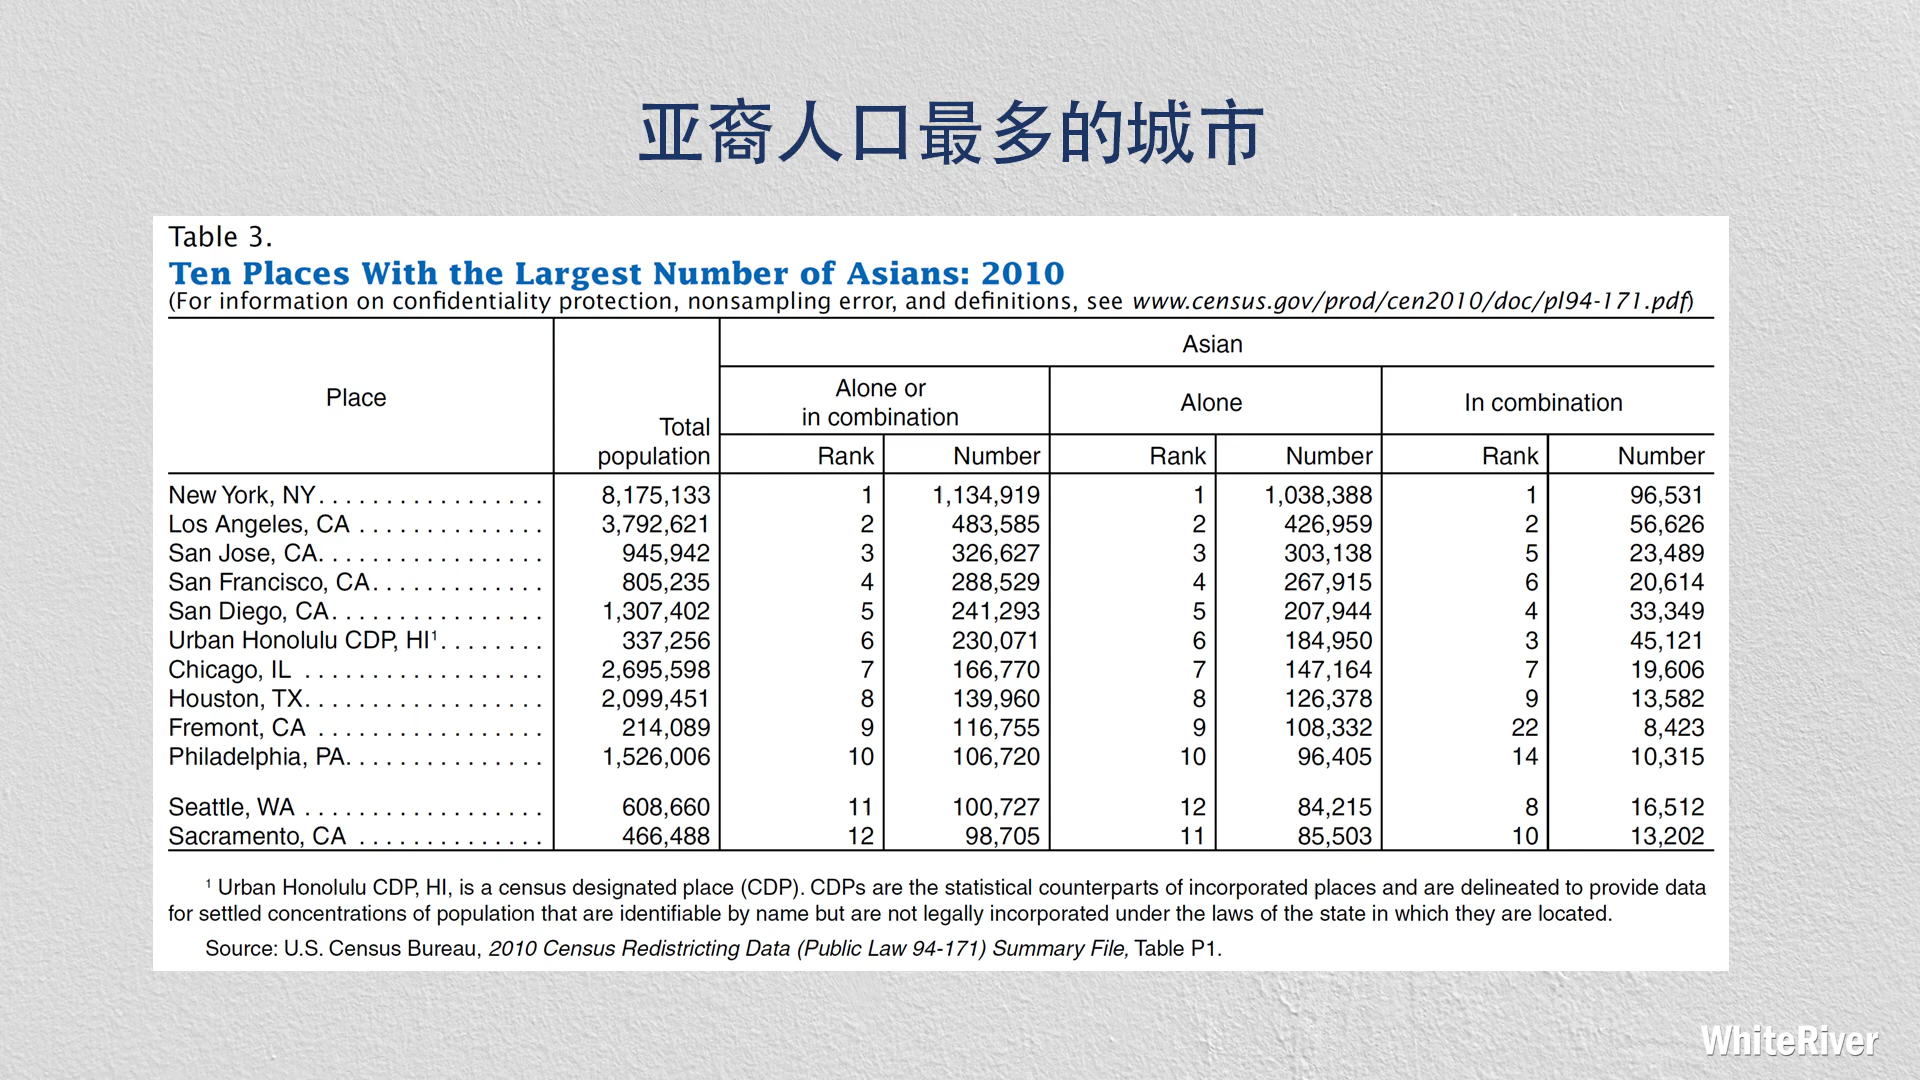 亚裔人口最多的城市
Table 3.
Ten Places With the Largest Number of Asians: 2010
(For information on confidentiality protection, nonsampling error, and definitions, see www.census.gov/prod/cen2010/doc/pl94-171.pdf)
Place
Total population
Asian
Alone or in combination
Alone
In combination
Rank Number Rank Number Rank Number
New York, NY. . . . . . . . . . . . . . . . . 8,175,133 1 1,134,919 1 1,038,388 1 96,531
Los Angeles, CA . . . . . . . . . . . . . . 3,792,621 2 483,585 2 426,959 2 56,626
San Jose, CA. . . . . . . . . . . . . . . . . 945,942 3 326,627 3 303,138 5 23,489
San Francisco, CA. . . . . . . . . . . . . 805,235 4 288,529 4 267,915 6 20,614
San Diego, CA. . . . . . . . . . . . . . . . 1,307,402 5 241,293 5 207,944 4 33,349
Urban Honolulu CDP, HI¹. . . . . . . . 337,256 6 230,071 6 184,950 3 45,121
Chicago, IL . . . . . . . . . . . . . . . . . . 2,695,598 7 166,770 7 147,164 7 19,606
Houston, TX. . . . . . . . . . . . . . . . . . 2,099,451 8 139,960 8 126,378 9 13,582
Fremont, CA . . . . . . . . . . . . . . . . . 214,089 9 116,755 9 108,332 22 8,423
Philadelphia, PA. . . . . . . . . . . . . . . 1,526,006 10 106,720 10 96,405 14 10,315
Seattle, WA . . . . . . . . . . . . . . . . . . 608,660 11 100,727 12 84,215 8 16,512
Sacramento, CA . . . . . . . . . . . . . . 466,488 12 98,705 11 85,503 10 13,202
¹ Urban Honolulu CDP, HI, is a census designated place (CDP). CDPs are the statistical counterparts of incorporated places and are delineated to provide data
for settled concentrations of population that are identifiable by name but are not legally incorporated under the laws of the state in which they are located.
Source: U.S. Census Bureau, 2010 Census Redistricting Data (Public Law 94-171) Summary File, Table P1.
WhiteRiver